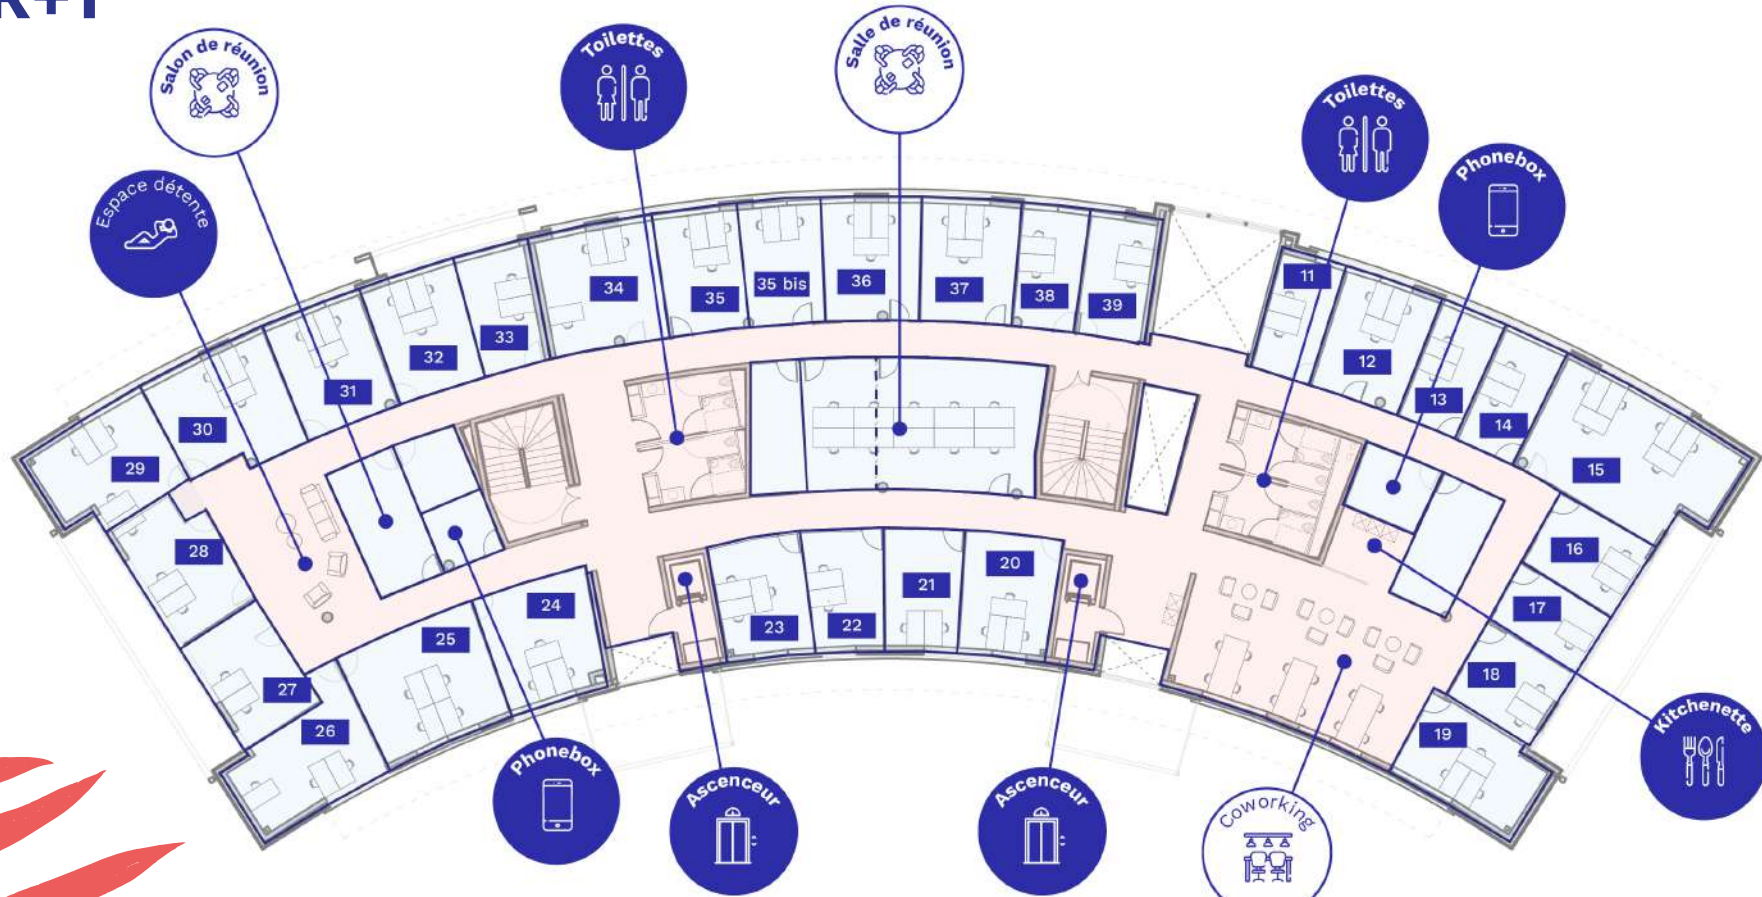 R+1
Salon de réunion
Toilettes
Salle de réunion
Toilettes
Phonebox
Espace détente
11
12
13
14
15
16
17
18
19
20
21
22
23
24
25
26
27
28
29
30
31
32
33
34
35
35 bis
36
37
38
39
Phonebox
Ascenceur
Ascenceur
Coworking
Kitchenette